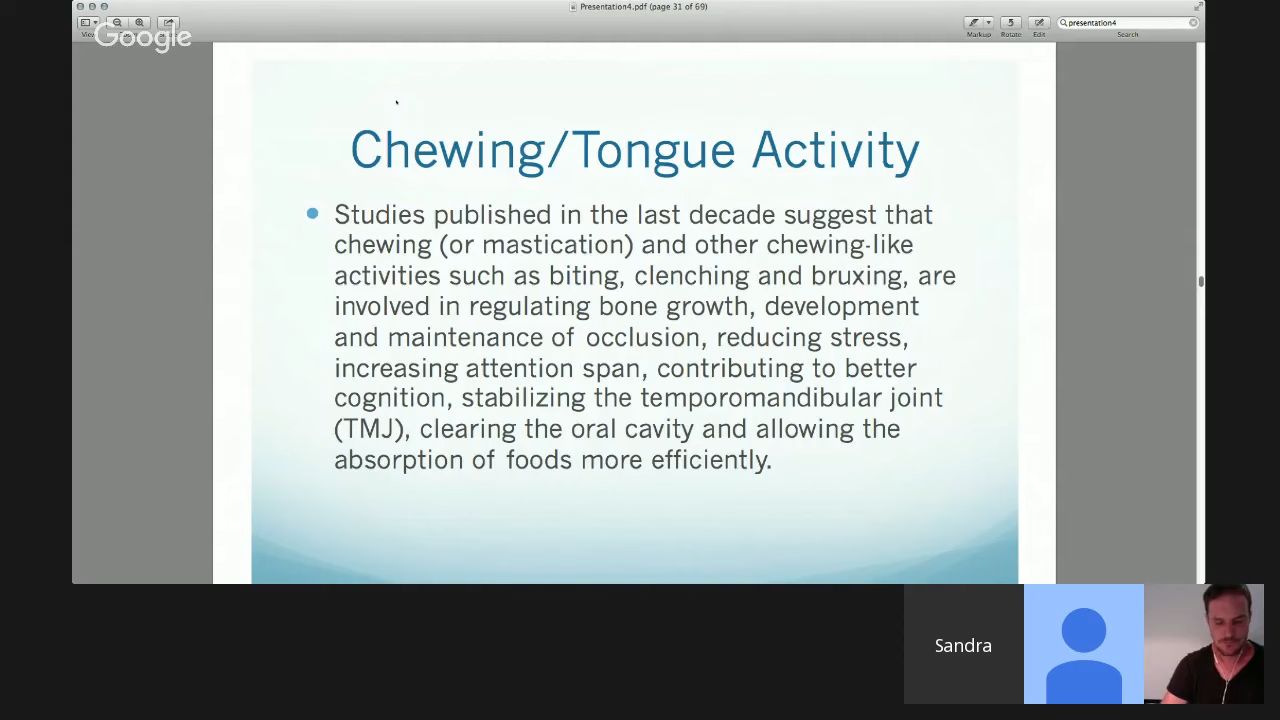 Presentation4.pdf (page 31 of 69)
presentation4
View
Markup
Rotate
Edit
Search
Google
Chewing/Tongue Activity
Studies published in the last decade suggest that
chewing (or mastication) and other chewing-like
activities such as biting, clenching and bruxing, are
involved in regulating bone growth, development
and maintenance of occlusion, reducing stress,
increasing attention span, contributing to better
cognition, stabilizing the temporomandibular joint
(TMJ), clearing the oral cavity and allowing the
absorption of foods more efficiently.
Sandra